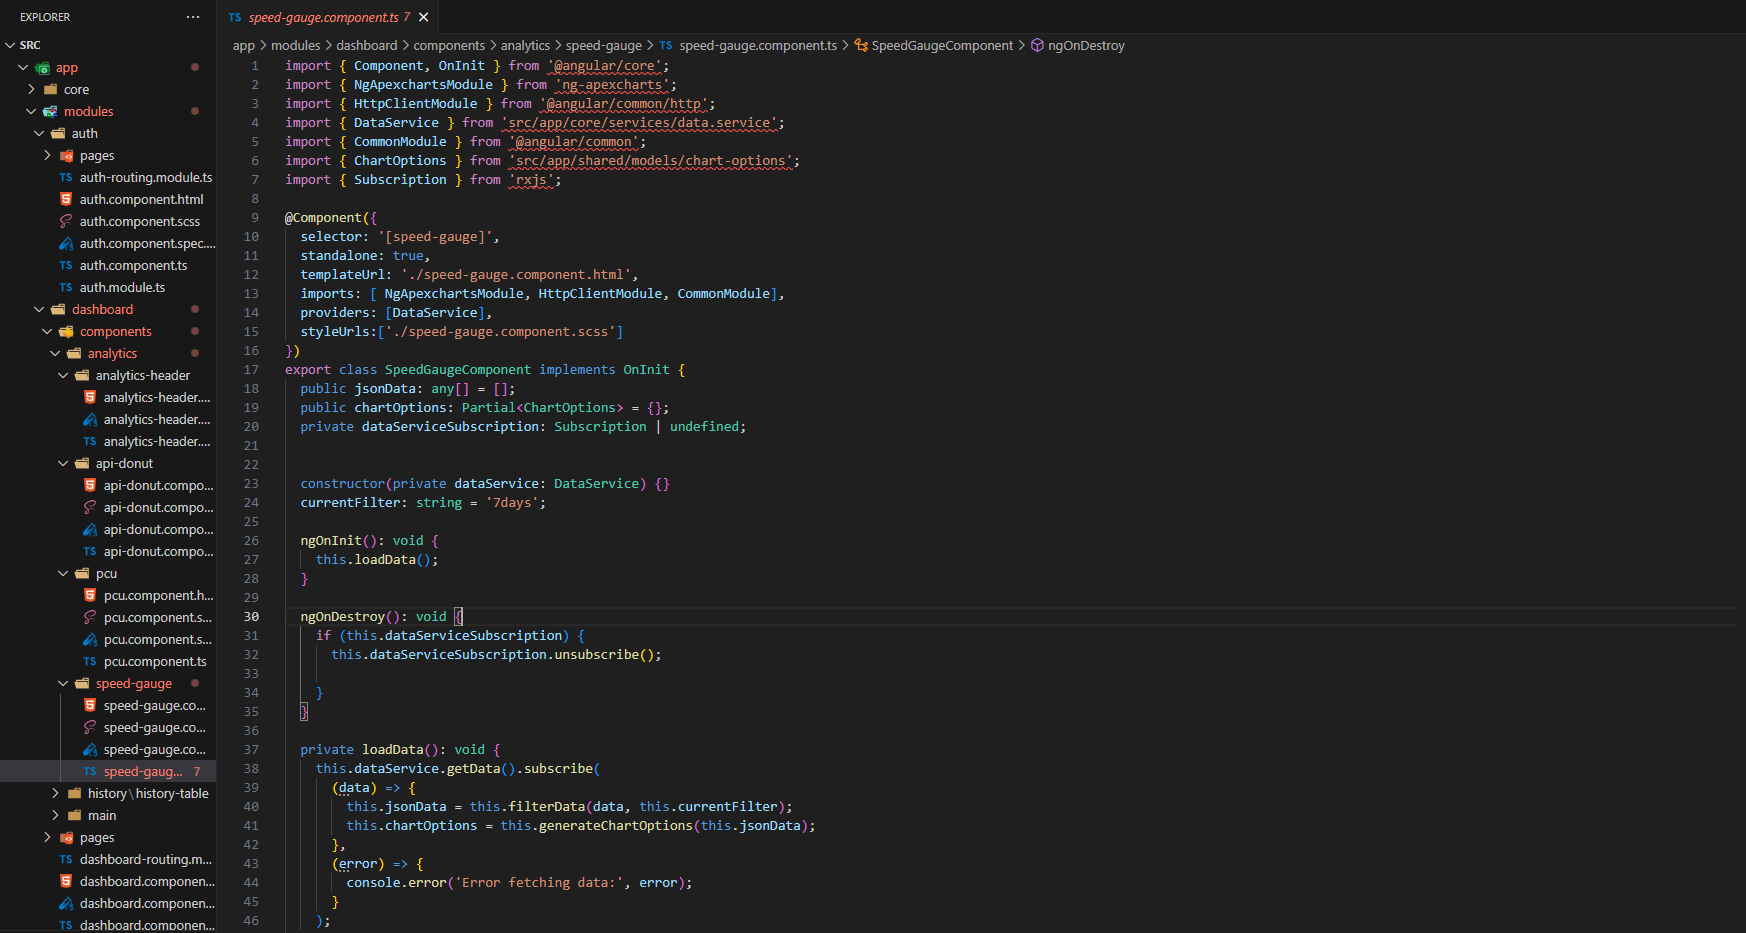 EXPLORER
SRC
app
core
modules
auth
pages
TS auth-routing.module.ts
auth.component.html
auth.component.scss
auth.component.spec....
TS auth.component.ts
TS auth.module.ts
dashboard
components
analytics
analytics-header
analytics-header....
analytics-header....
TS analytics-header....
api-donut
api-donut.compo...
api-donut.compo...
api-donut.compo...
TS api-donut.compo...
pcu
pcu.component.h...
pcu.component.s...
pcu.component.s...
TS pcu.component.ts
speed-gauge
speed-gauge.co...
speed-gauge.co...
speed-gauge.co...
TS speed-gaug... 7
history\history-table
main
pages
TS dashboard-routing.m...
dashboard.componen...
dashboard.componen...
TS dashboard.componen...
TS speed-gauge.component.ts 7
app > modules > dashboard > components > analytics > speed-gauge > TS speed-gauge.component.ts > SpeedGaugeComponent > ngOnDestroy
1 import { Component, OnInit } from '@angular/core';
2 import { NgApexchartsModule } from 'ng-apexcharts';
3 import { HttpClientModule } from '@angular/common/http';
4 import { DataService } from 'src/app/core/services/data.service';
5 import { CommonModule } from '@angular/common';
6 import { ChartOptions } from 'src/app/shared/models/chart-options';
7 import { Subscription } from 'rxjs';
8
9 @Component({
10   selector: '[speed-gauge]',
11   standalone: true,
12   templateUrl: './speed-gauge.component.html',
13   imports: [ NgApexchartsModule, HttpClientModule, CommonModule],
14   providers: [DataService],
15   styleUrls:['./speed-gauge.component.scss']
16 })
17 export class SpeedGaugeComponent implements OnInit {
18   public jsonData: any[] = [];
19   public chartOptions: Partial<ChartOptions> = {};
20   private dataServiceSubscription: Subscription | undefined;
21
22
23   constructor(private dataService: DataService) {}
24   currentFilter: string = '7days';
25
26   ngOnInit(): void {
27     this.loadData();
28   }
29
30   ngOnDestroy(): void {
31     if (this.dataServiceSubscription) {
32       this.dataServiceSubscription.unsubscribe();
33
34     }
35   }
36
37   private loadData(): void {
38     this.dataService.getData().subscribe(
39       (data) => {
40         this.jsonData = this.filterData(data, this.currentFilter);
41         this.chartOptions = this.generateChartOptions(this.jsonData);
42       },
43       (error) => {
44         console.error('Error fetching data:', error);
45       }
46     );